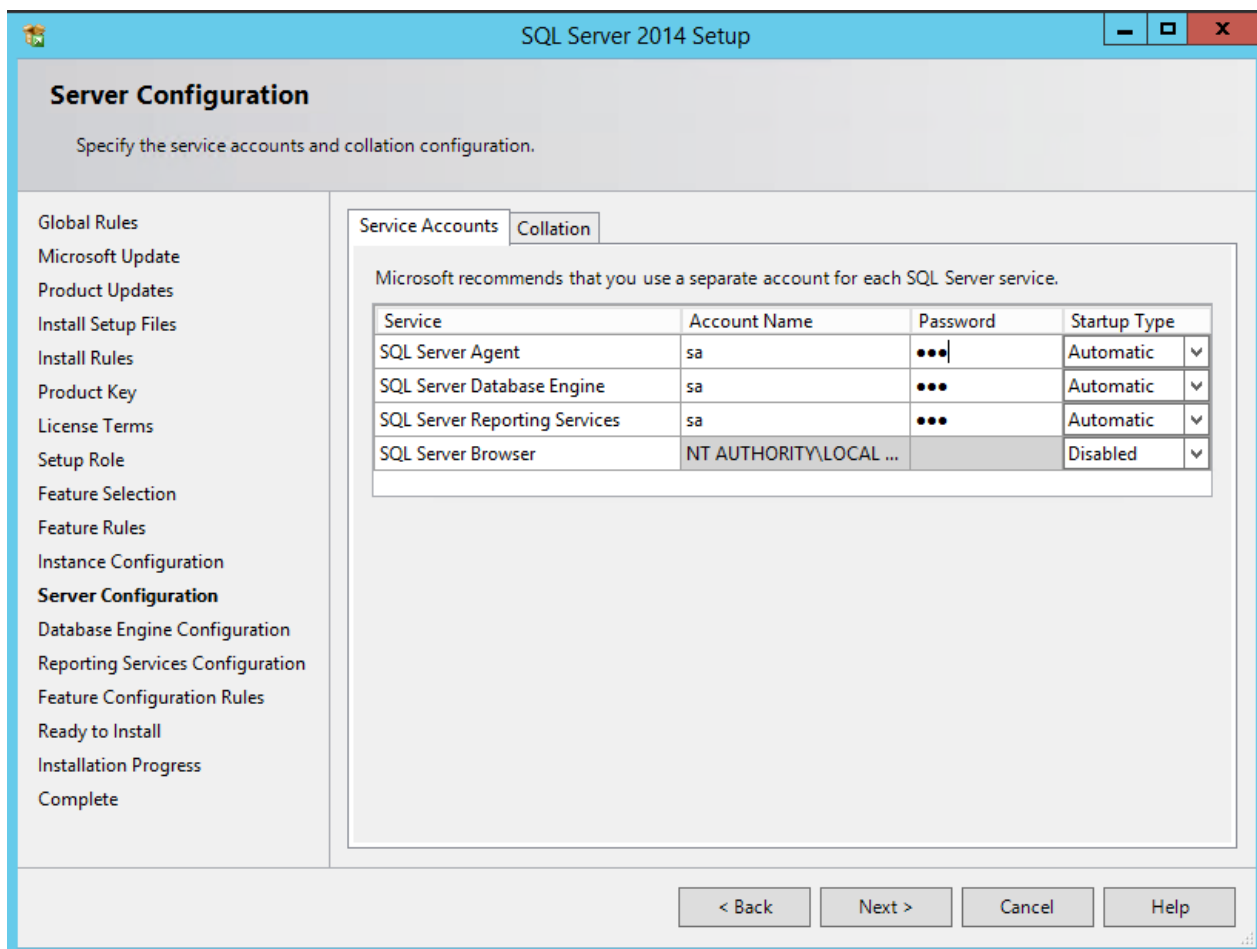 SQL Server 2014 Setup
Server Configuration
Specify the service accounts and collation configuration.
Global Rules
Microsoft Update
Product Updates
Install Setup Files
Install Rules
Product Key
License Terms
Setup Role
Feature Selection
Feature Rules
Instance Configuration
Server Configuration
Database Engine Configuration
Reporting Services Configuration
Feature Configuration Rules
Ready to Install
Installation Progress
Complete
Service Accounts Collation
Microsoft recommends that you use a separate account for each SQL Server service.
Service Account Name Password Startup Type
SQL Server Agent sa ●●● Automatic
SQL Server Database Engine sa ●●● Automatic
SQL Server Reporting Services sa ●●● Automatic
SQL Server Browser NT AUTHORITY\LOCAL ... Disabled
< Back Next > Cancel Help